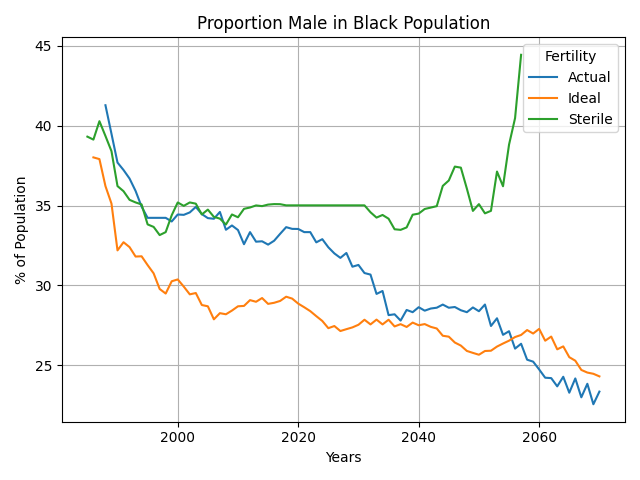 Proportion Male in Black Population
% of Population
45
40
35
30
25
Fertility
Actual
Ideal
Sterile
2000
2020
2040
2060
Years